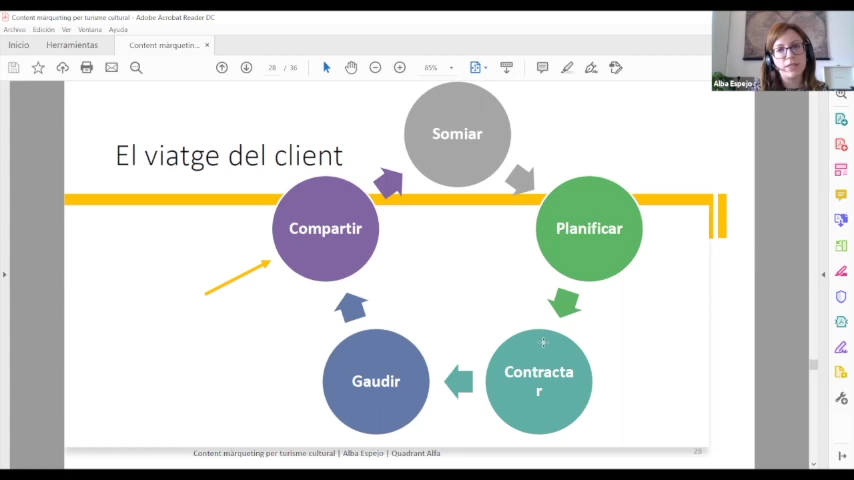 Content màrqueting per turisme cultural - Adobe Acrobat Reader DC
Archivo Edición Ver Ventana Ayuda
Inicio Herramientas Content màrquetin... ×
28 / 36 85%
Alba Espejo
El viatge del client
Somiar
Compartir
Planificar
Gaudir
Contracta
r
Content màrqueting per turisme cultural | Alba Espejo | Quadrant Alfa
28